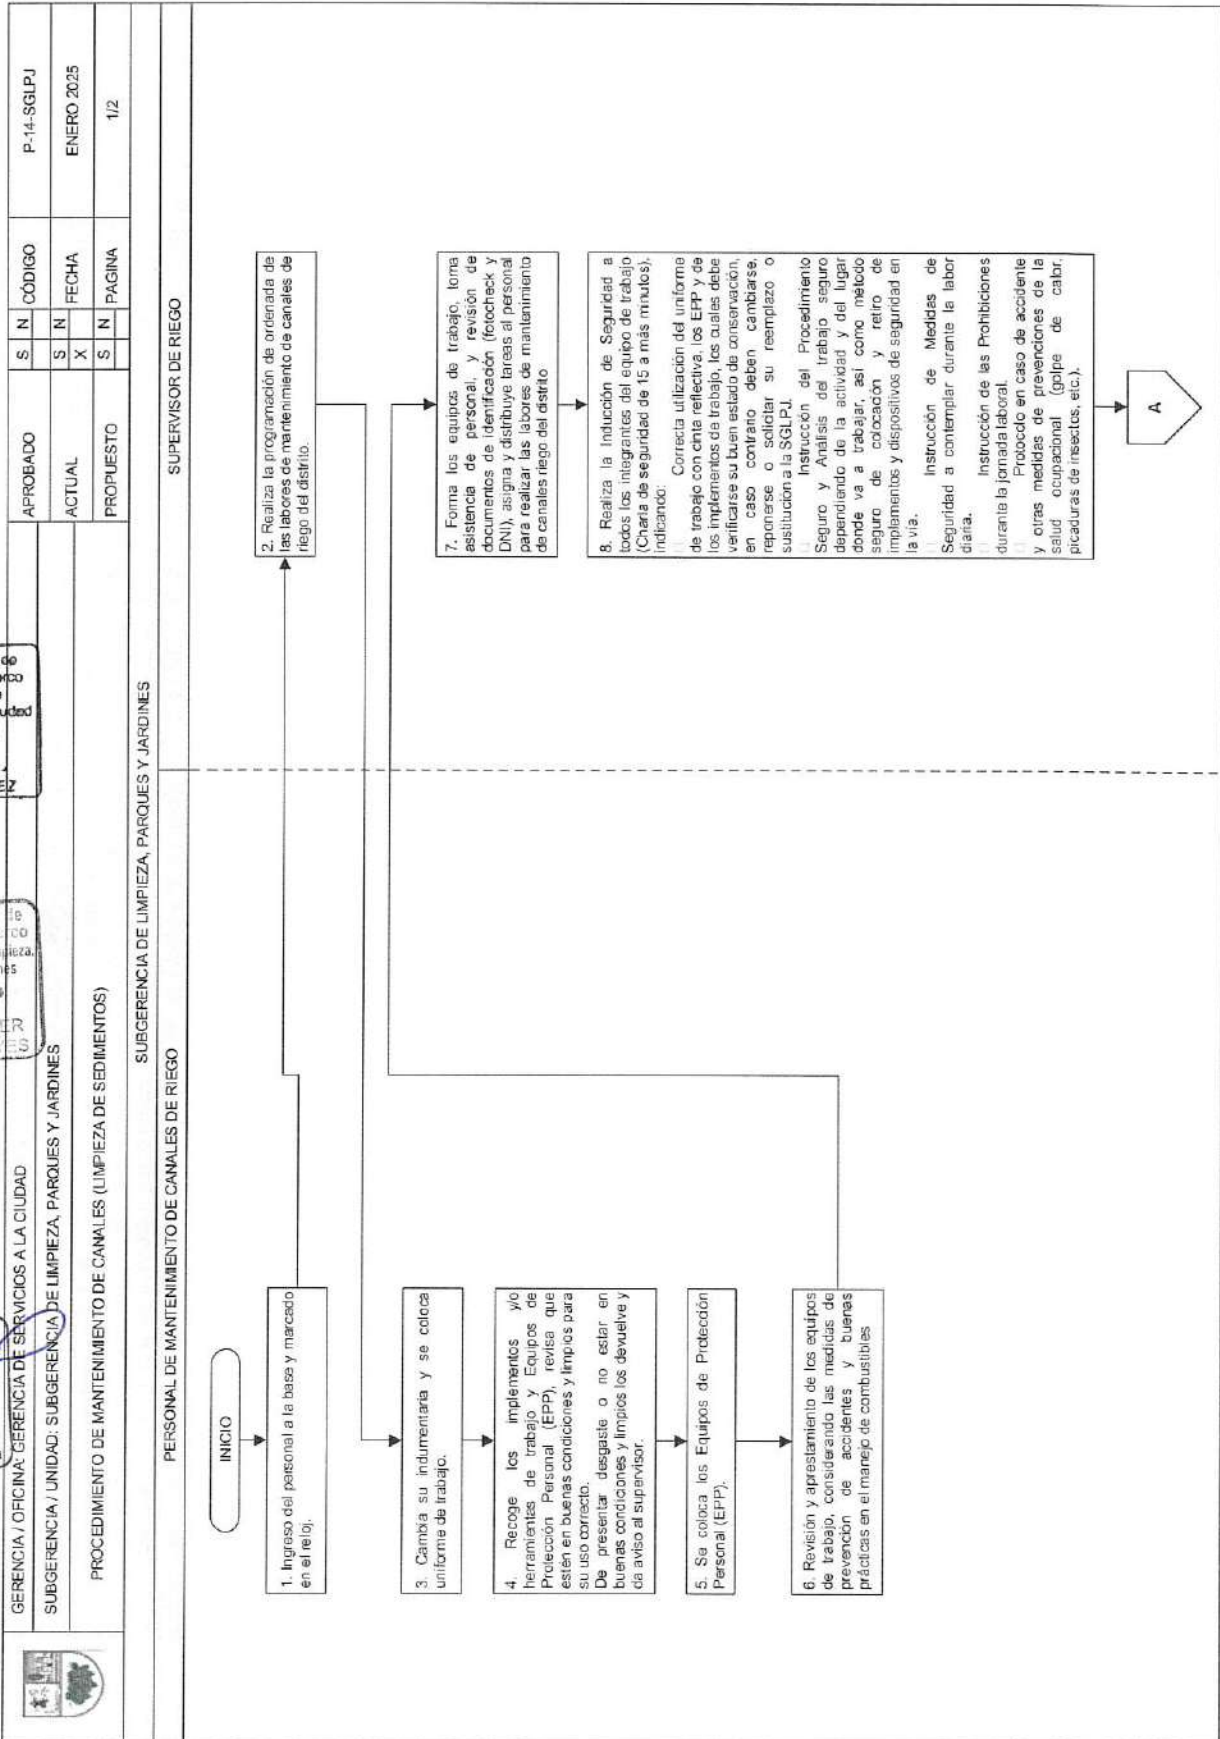 GERENCIA / OFICINA: GERENCIA DE SERVICIOS A LA CIUDAD
APROBADO
S N
CÓDIGO
P-14-SGLPJ
SUBGERENCIA / UNIDAD: SUBGERENCIA DE LIMPIEZA, PARQUES Y JARDINES
ACTUAL
S N
X
FECHA
ENERO 2025
PROCEDIMIENTO DE MANTENIMIENTO DE CANALES (LIMPIEZA DE SEDIMENTOS)
PROPUESTO
S N
PAGINA
1/2
SUBGERENCIA DE LIMPIEZA, PARQUES Y JARDINES
PERSONAL DE MANTENIMIENTO DE CANALES DE RIEGO
SUPERVISOR DE RIEGO
INICIO
1. Ingreso del personal a la base y marcado
en el reloj.
2. Realiza la programación de ordenada de
las labores de mantenimiento de canales de
riego del distrito.
3. Cambia su indumentaria y se coloca
uniforme de trabajo.
4. Recoge los implementos y/o
herramientas de trabajo y Equipos de
Protección Personal (EPP), revisa que
estén en buenas condiciones y limpios para
su uso correcto.
De presentar desgaste o no estar en
buenas condiciones y limpios los devuelve y
da aviso al supervisor.
5. Se coloca los Equipos de Protección
Personal (EPP).
6. Revisión y aprestamiento de los equipos
de trabajo, considerando las medidas de
prevención de accidentes y buenas
prácticas en el manejo de combustibles
7. Forma los equipos de trabajo, toma
asistencia de personal, y revisión de
documentos de identificación (fotocheck y
DNI), asigna y distribuye tareas al personal
para realizar las labores de mantenimiento
de canales riego del distrito
8. Realiza la Inducción de Seguridad a
todos los integrantes del equipo de trabajo
(Charla de seguridad de 15 a más minutos),
indicando:
Correcta utilización del uniforme
de trabajo con cinta reflectiva, los EPP y de
los implementos de trabajo, los cuales debe
verificarse su buen estado de conservación,
en caso contrario deben cambiarse,
reponerse o solicitar su reemplazo o
sustitución a la SGLPJ.
Instrucción del Procedimiento
Seguro y Análisis del trabajo seguro
dependiendo de la actividad y del lugar
donde va a trabajar, así como método
seguro de colocación y retiro de
implementos y dispositivos de seguridad en
la vía.
Instrucción de Medidas de
Seguridad a contemplar durante la labor
diaria.
Instrucción de las Prohibiciones
durante la jornada laboral.
Protocolo en caso de accidente
y otras medidas de prevenciones de la
salud ocupacional (golpe de calor,
picaduras de insectos, etc.).
A